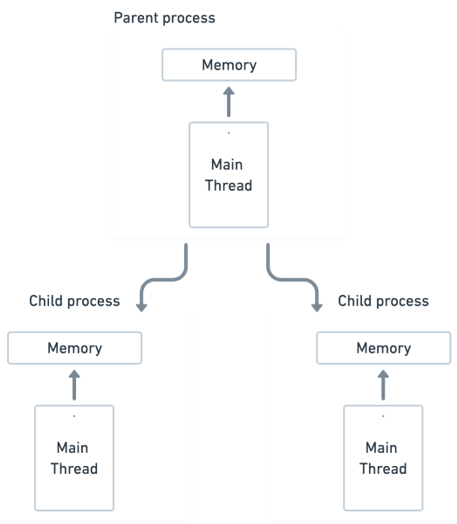 Parent process
Memory
Main
Thread
Child process
Child process
Memory
Memory
Main
Thread
Main
Thread